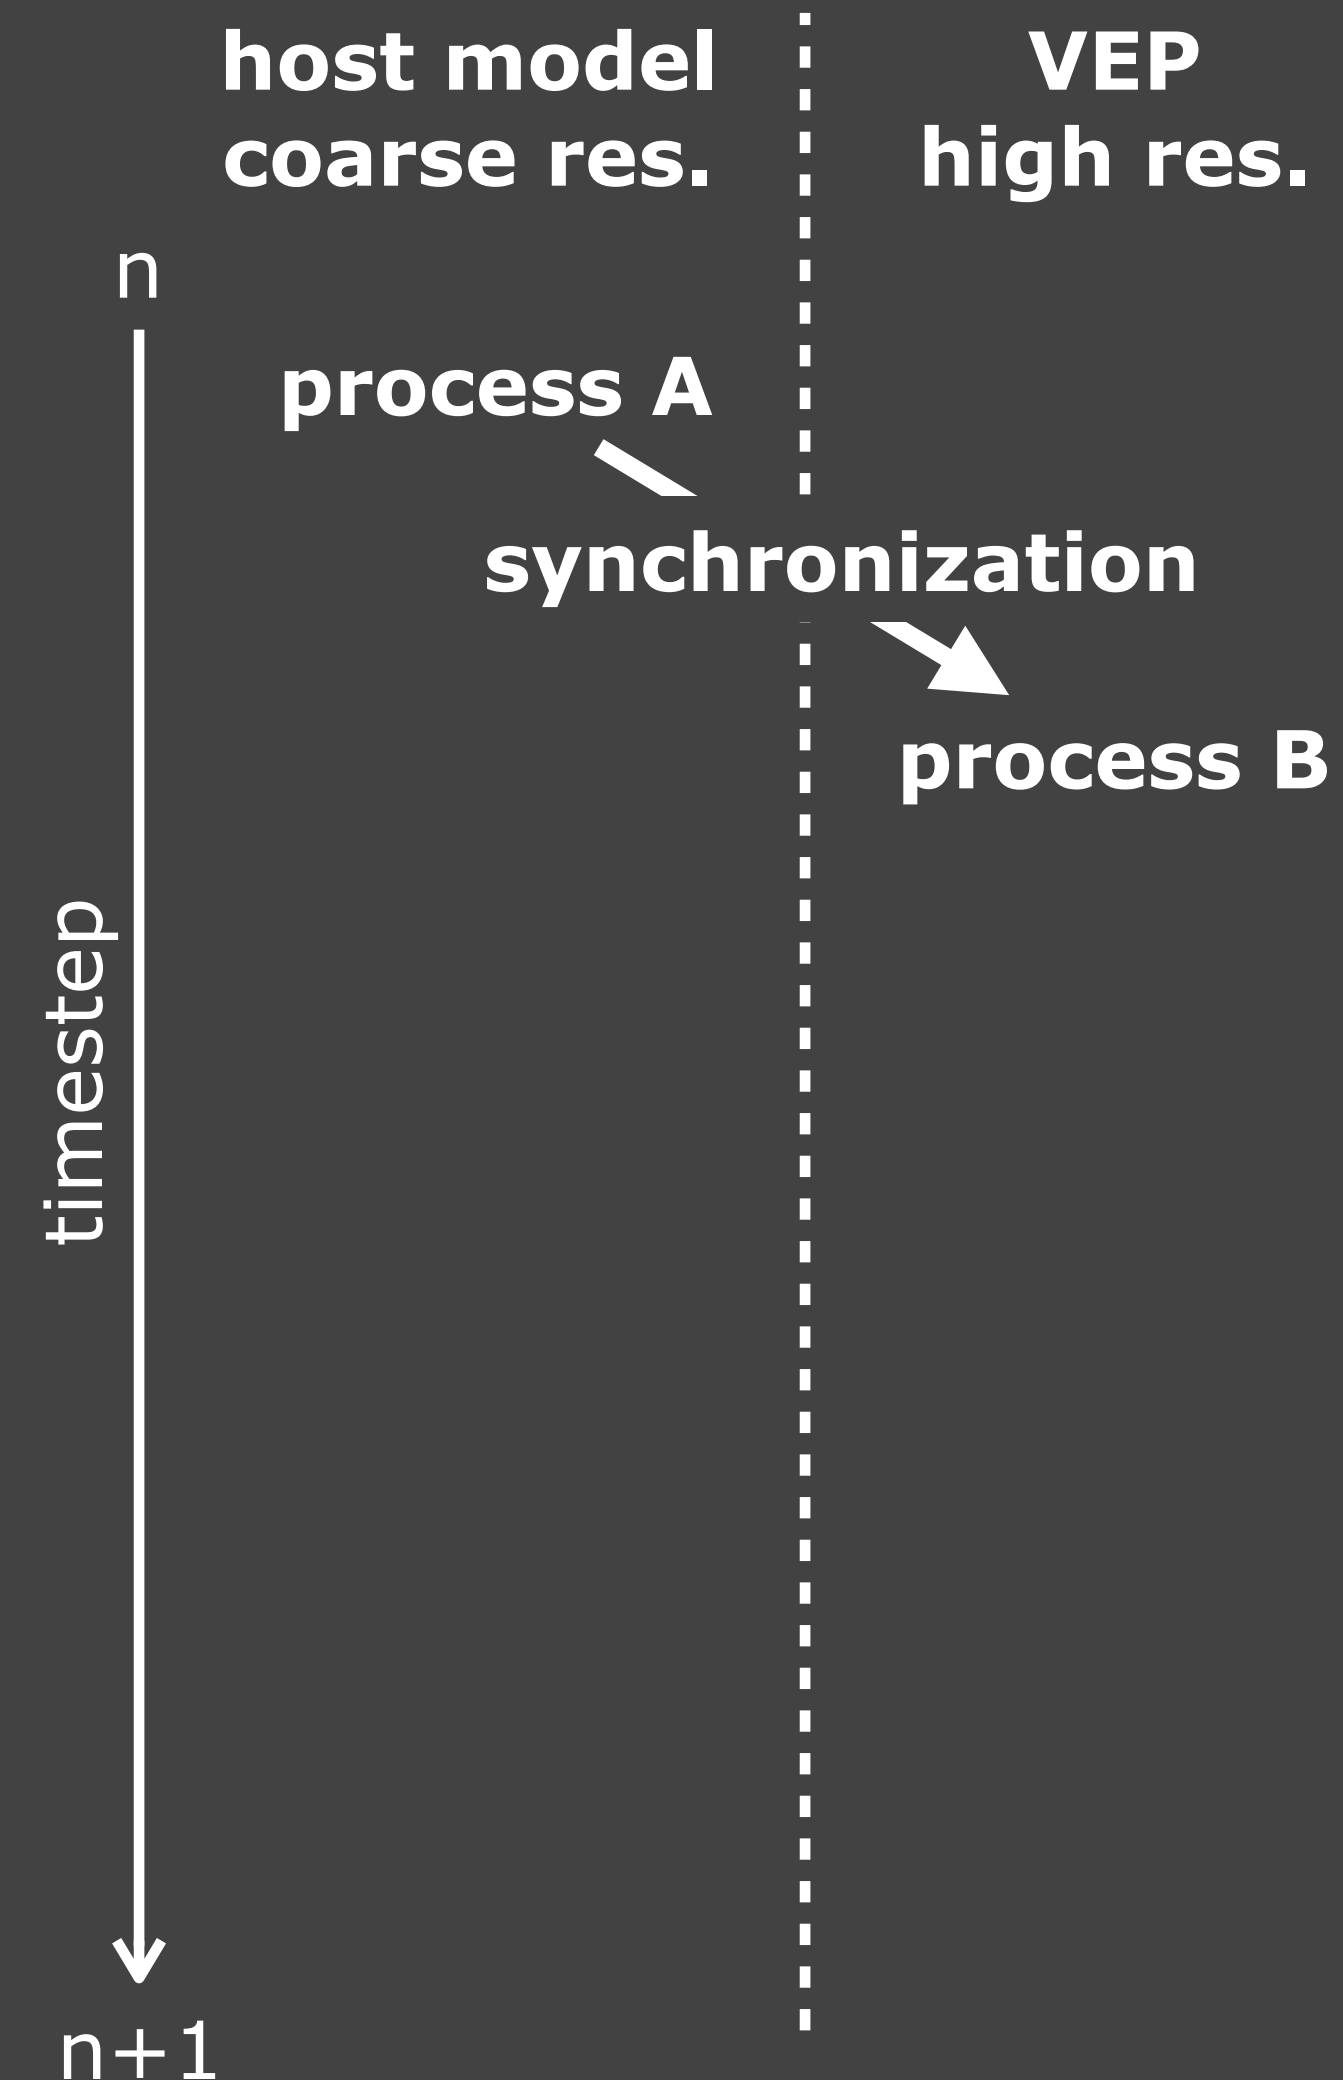 host model
coarse res.
VEP
high res.
n
process A
synchronization
process B
timestep
n+1